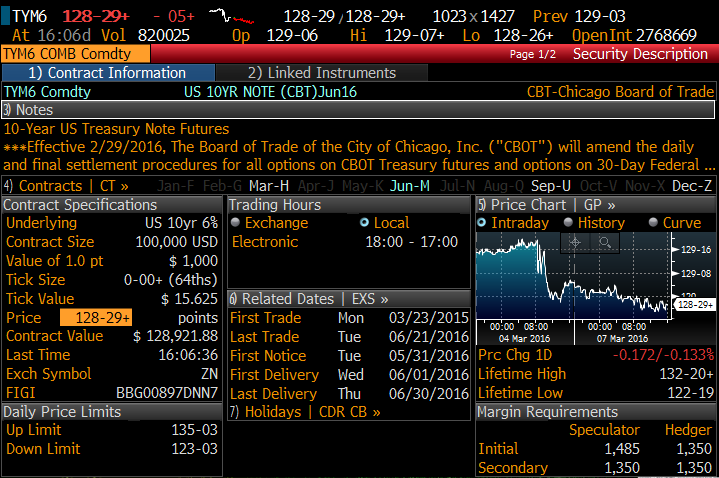 TYM6 128-29+ - 05+ 128-29 / 128-29+ 1023 x 1427 Prev 129-03
At 16:06d Vol 820025 Op 129-06 Hi 129-07+ Lo 128-26+ OpenInt 2768669
TYM6 COMB Comdty Page 1/2 Security Description
1) Contract Information 2) Linked Instruments
TYM6 Comdty US 10YR NOTE (CBT)Jun16 CBT-Chicago Board of Trade
3) Notes
10-Year US Treasury Note Futures
***Effective 2/29/2016, The Board of Trade of the City of Chicago, Inc. ("CBOT") will amend the daily
and final settlement procedures for all options on CBOT Treasury futures and options on 30-Day Federal ...
4) Contracts | CT » Jan-F Feb-G Mar-H Apr-J May-K Jun-M Jul-N Aug-Q Sep-U Oct-V Nov-X Dec-Z
Contract Specifications
Underlying US 10yr 6%
Contract Size 100,000 USD
Value of 1.0 pt $ 1,000
Tick Size 0-00+ (64ths)
Tick Value $ 15.625
Price 128-29+ points
Contract Value $ 128,921.88
Last Time 16:06:36
Exch Symbol ZN
FIGI BBG00897DNN7
Daily Price Limits
Up Limit 135-03
Down Limit 123-03
Trading Hours
Exchange Local
Electronic 18:00 - 17:00
6) Related Dates | EXS »
First Trade Mon 03/23/2015
Last Trade Tue 06/21/2016
First Notice Tue 05/31/2016
First Delivery Wed 06/01/2016
Last Delivery Thu 06/30/2016
7) Holidays | CDR CB »
5) Price Chart | GP »
Intraday History Curve
129-16
129-08
129
128-29+
00:00 08:00 00:00 08:00
04 Mar 2016 07 Mar 2016
Prc Chg 1D -0.172/-0.133%
Lifetime High 132-20+
Lifetime Low 122-19
Margin Requirements
Speculator Hedger
Initial 1,485 1,350
Secondary 1,350 1,350